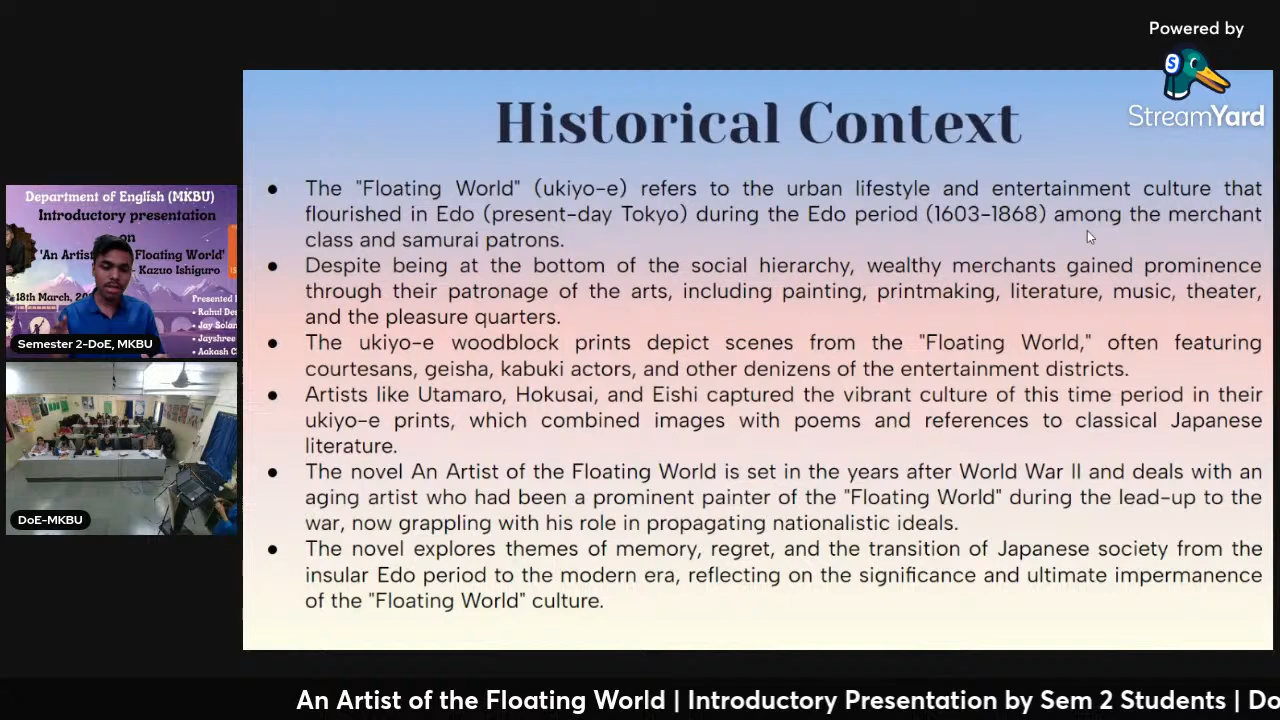 Powered by
S
StreamYard
Historical Context
● The "Floating World" (ukiyo-e) refers to the urban lifestyle and entertainment culture that
flourished in Edo (present-day Tokyo) during the Edo period (1603-1868) among the merchant
class and samurai patrons.
● Despite being at the bottom of the social hierarchy, wealthy merchants gained prominence
through their patronage of the arts, including painting, printmaking, literature, music, theater,
and the pleasure quarters.
● The ukiyo-e woodblock prints depict scenes from the "Floating World," often featuring
courtesans, geisha, kabuki actors, and other denizens of the entertainment districts.
● Artists like Utamaro, Hokusai, and Eishi captured the vibrant culture of this time period in their
ukiyo-e prints, which combined images with poems and references to classical Japanese
literature.
● The novel An Artist of the Floating World is set in the years after World War II and deals with an
aging artist who had been a prominent painter of the "Floating World" during the lead-up to the
war, now grappling with his role in propagating nationalistic ideals.
● The novel explores themes of memory, regret, and the transition of Japanese society from the
insular Edo period to the modern era, reflecting on the significance and ultimate impermanence
of the "Floating World" culture.
Department of English (MKBU)
Introductory presentation
on
'An Artis Floating World'
- Kazuo Ishiguro
18th March, 20
Presented
• Rahul De
• Jay Solan
• Jayshree
• Aakash C
Semester 2-DoE, MKBU
DoE-MKBU
An Artist of the Floating World | Introductory Presentation by Sem 2 Students | Do